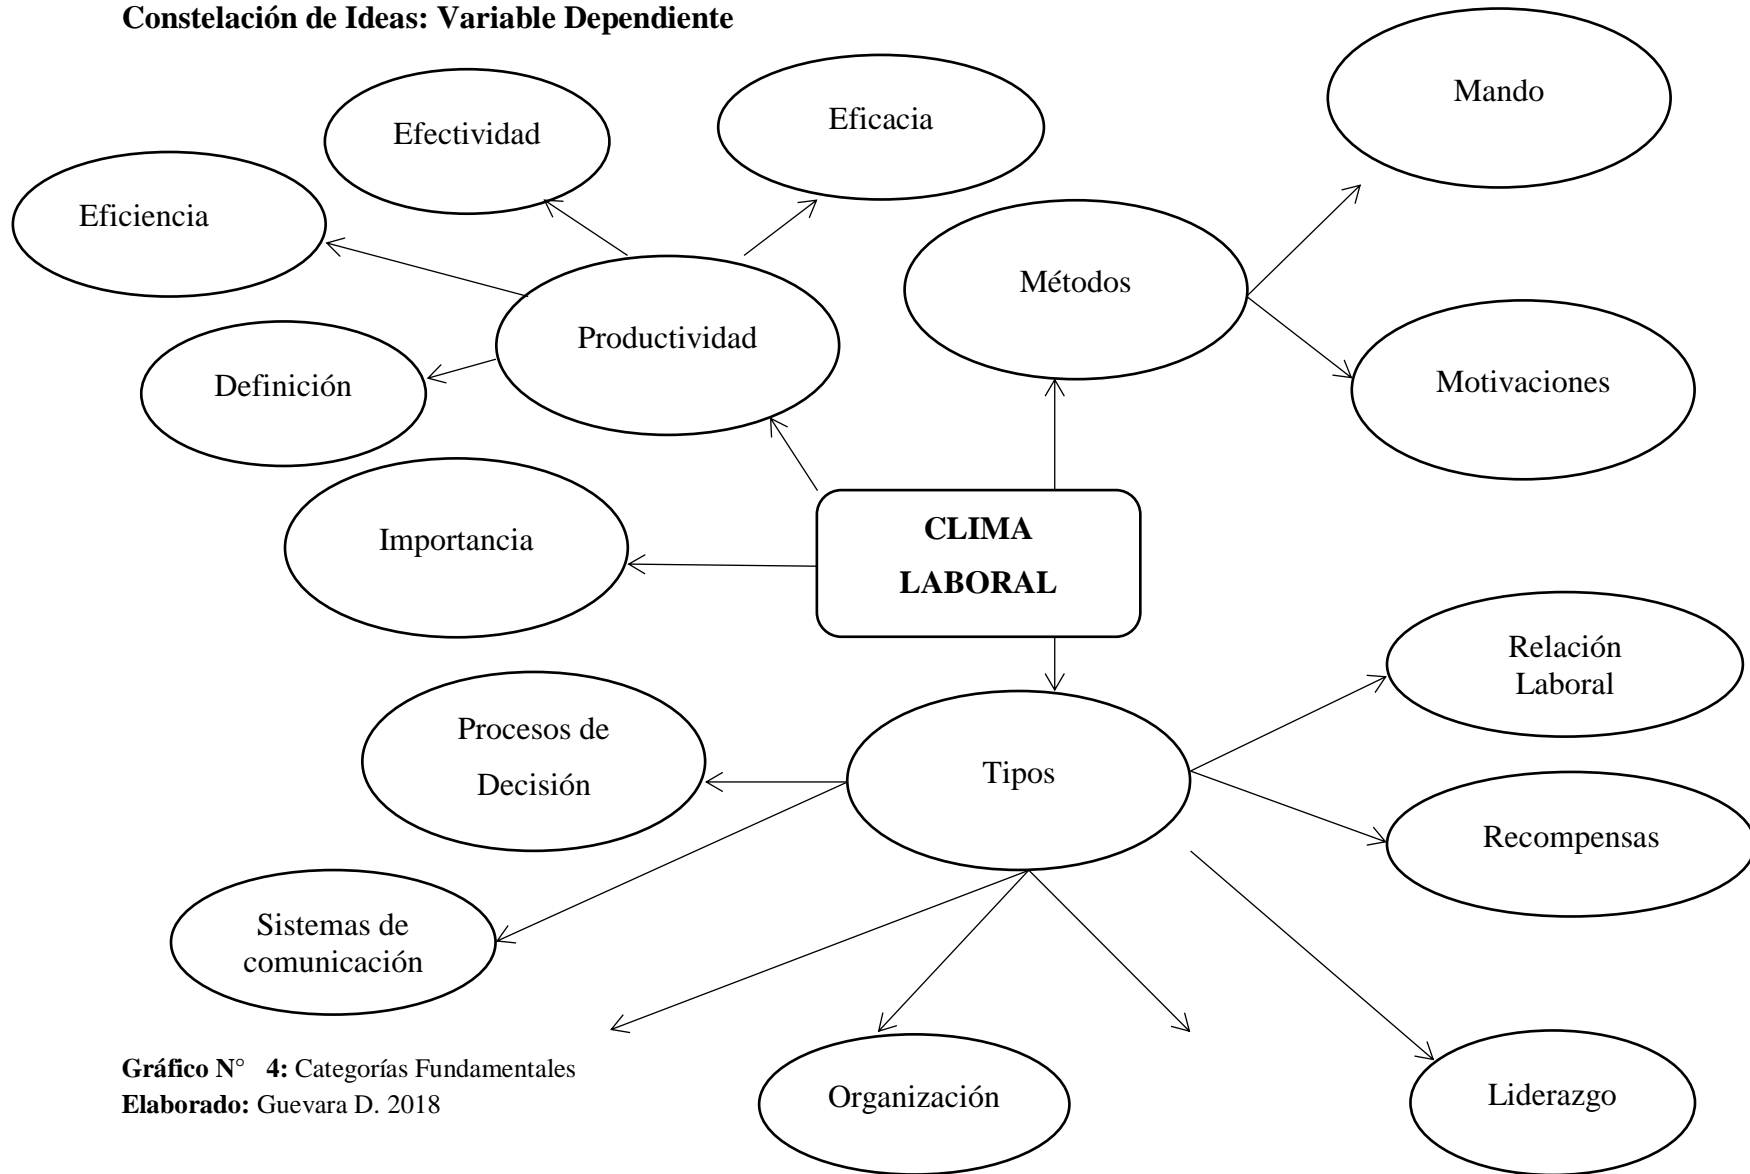 Constelación de Ideas: Variable Dependiente
Mando
Eficacia
Efectividad
Eficiencia
Métodos
Productividad
Definición
Motivaciones
Importancia
CLIMA
LABORAL
Relación
Laboral
Procesos de
Decisión
Tipos
Recompensas
Sistemas de
comunicación
Gráfico N° 4: Categorías Fundamentales
Elaborado: Guevara D. 2018
Organización
Liderazgo